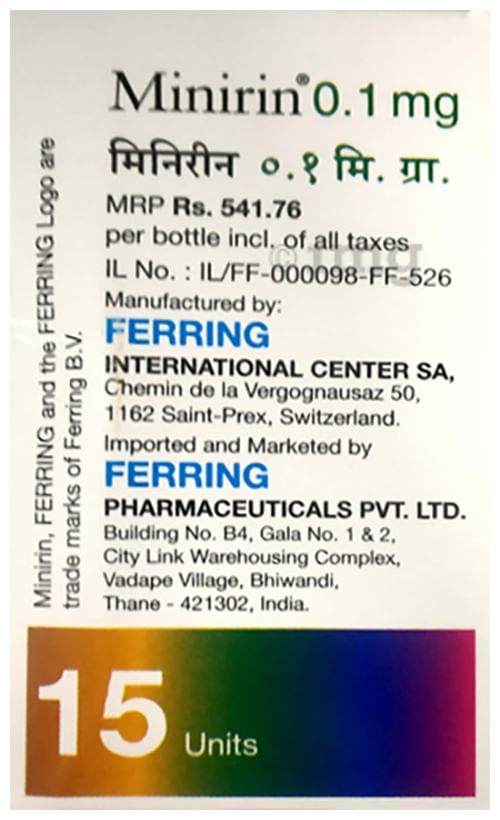 Minirin® 0.1 mg
मिनिरीन ०.१ मि. ग्रा.
MRP Rs. 541.76
per bottle incl. of all taxes
IL No. : IL/FF-000098-FF-526
Manufactured by:
FERRING
INTERNATIONAL CENTER SA,
Chemin de la Vergognausaz 50,
1162 Saint-Prex, Switzerland.
Imported and Marketed by
FERRING
PHARMACEUTICALS PVT. LTD.
Building No. B4, Gala No. 1 & 2,
City Link Warehousing Complex,
Vadape Village, Bhiwandi,
Thane - 421302, India.
Minirin, FERRING and the FERRING Logo are
trade marks of Ferring B.V.
15 Units